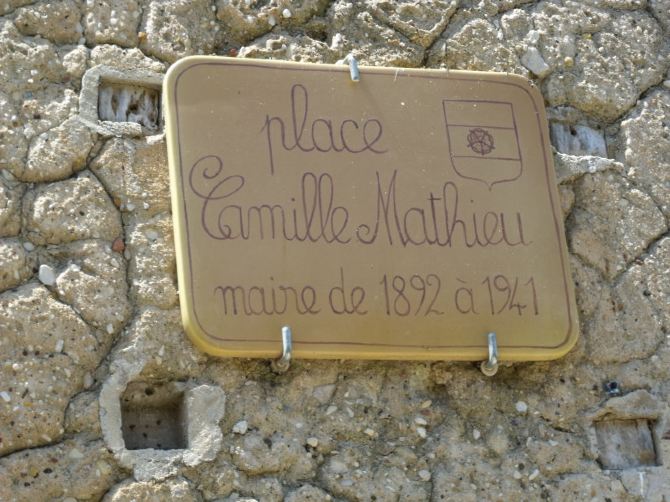 place
Camille Mathieu
maire de 1892 à 1941